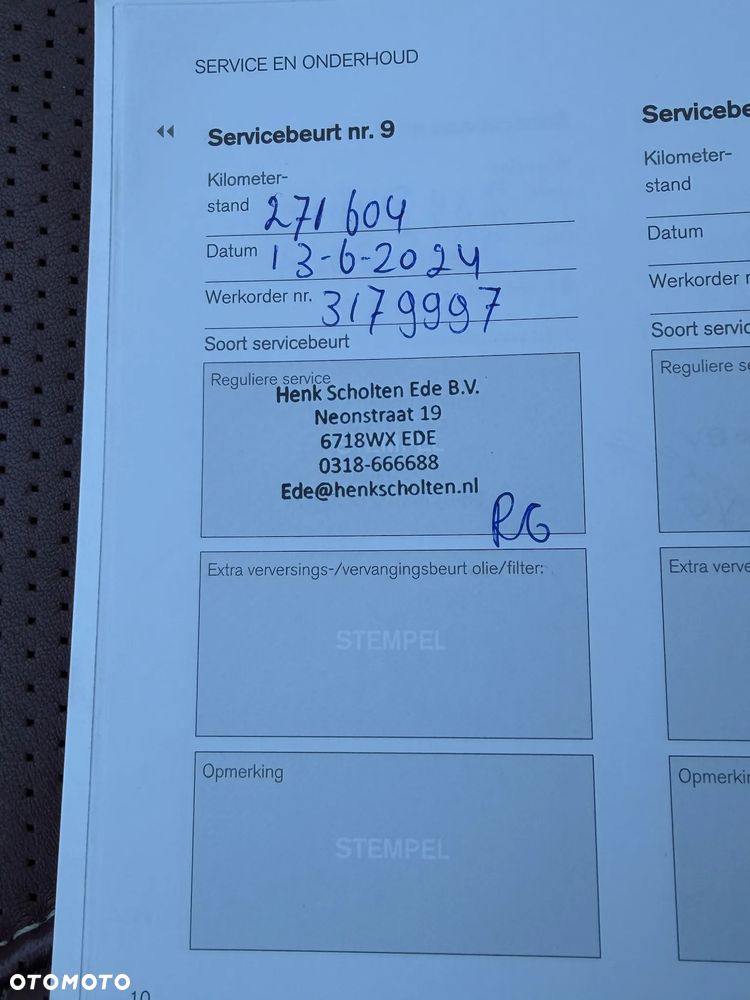 SERVICE EN ONDERHOUD
Servicebeurt nr. 9
Kilometer-
stand 271 604
Datum 13-6-2024
Werkorder nr. 3179997
Soort servicebeurt
Reguliere service
Henk Scholten Ede B.V.
Neonstraat 19
6718WX EDE
0318-666688
Ede@henkscholten.nl
RG
Extra verversings-/vervangingsbeurt olie/filter:
STEMPEL
Opmerking
STEMPEL
10
Servicebe
Kilometer-
stand
Datum
Werkorder n
Soort servic
Reguliere se
Extra verve
Opmerkin
OTOMOTO